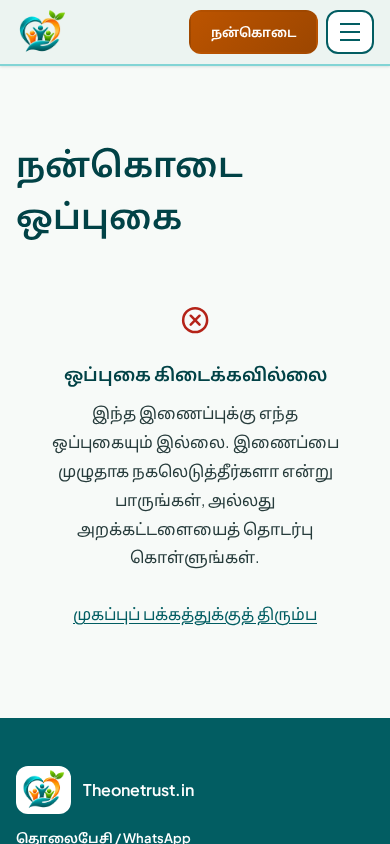 நன்கொடை
நன்கொடை
ஒப்புகை
ஒப்புகை கிடைக்கவில்லை
இந்த இணைப்புக்கு எந்த
ஒப்புகையும் இல்லை. இணைப்பை
முழுதாக நகலெடுத்தீர்களா என்று
பாருங்கள், அல்லது
அறக்கட்டளையைத் தொடர்பு
கொள்ளுங்கள்.
முகப்புப் பக்கத்துக்குத் திரும்ப
Theonetrust.in
தொலைபேசி / WhatsApp